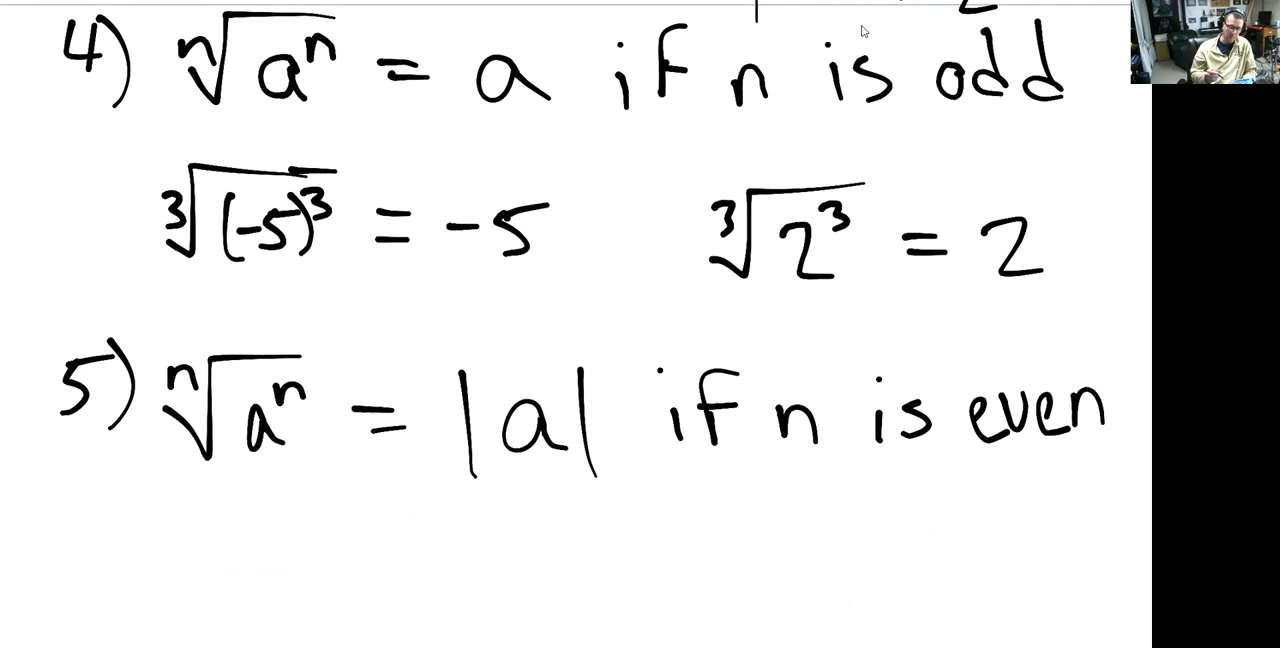 4) ⁿ√aⁿ = a if n is odd
³√(-5)³ = -5 ³√2³ = 2
5) ⁿ√aⁿ = |a| if n is even